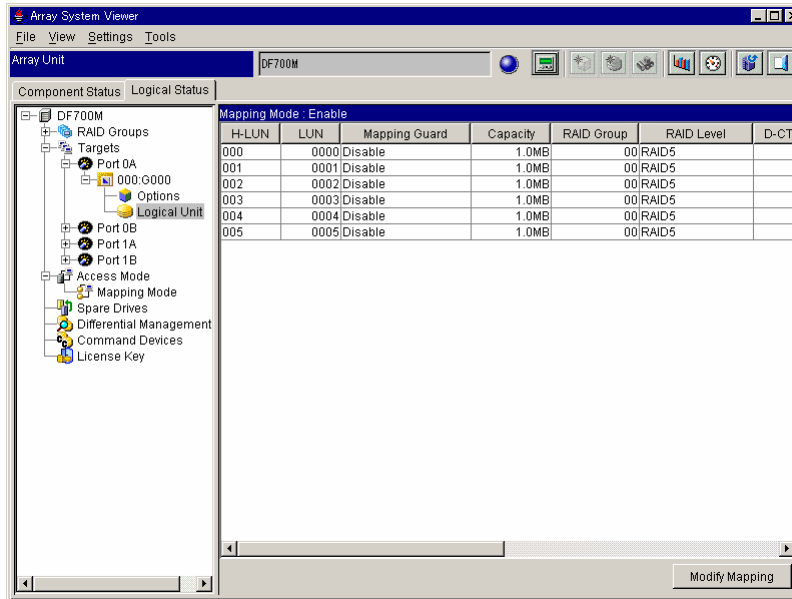 Array System Viewer
File View Settings Tools
Array Unit
DF700M
Component Status Logical Status
DF700M
RAID Groups
Targets
Port 0A
000:G000
Options
Logical Unit
Port 0B
Port 1A
Port 1B
Access Mode
Mapping Mode
Spare Drives
Differential Management
Command Devices
License Key
Mapping Mode : Enable
H-LUN LUN Mapping Guard Capacity RAID Group RAID Level D-CT
000 0000 Disable 1.0MB 00 RAID5
001 0001 Disable 1.0MB 00 RAID5
002 0002 Disable 1.0MB 00 RAID5
003 0003 Disable 1.0MB 00 RAID5
004 0004 Disable 1.0MB 00 RAID5
005 0005 Disable 1.0MB 00 RAID5
Modify Mapping